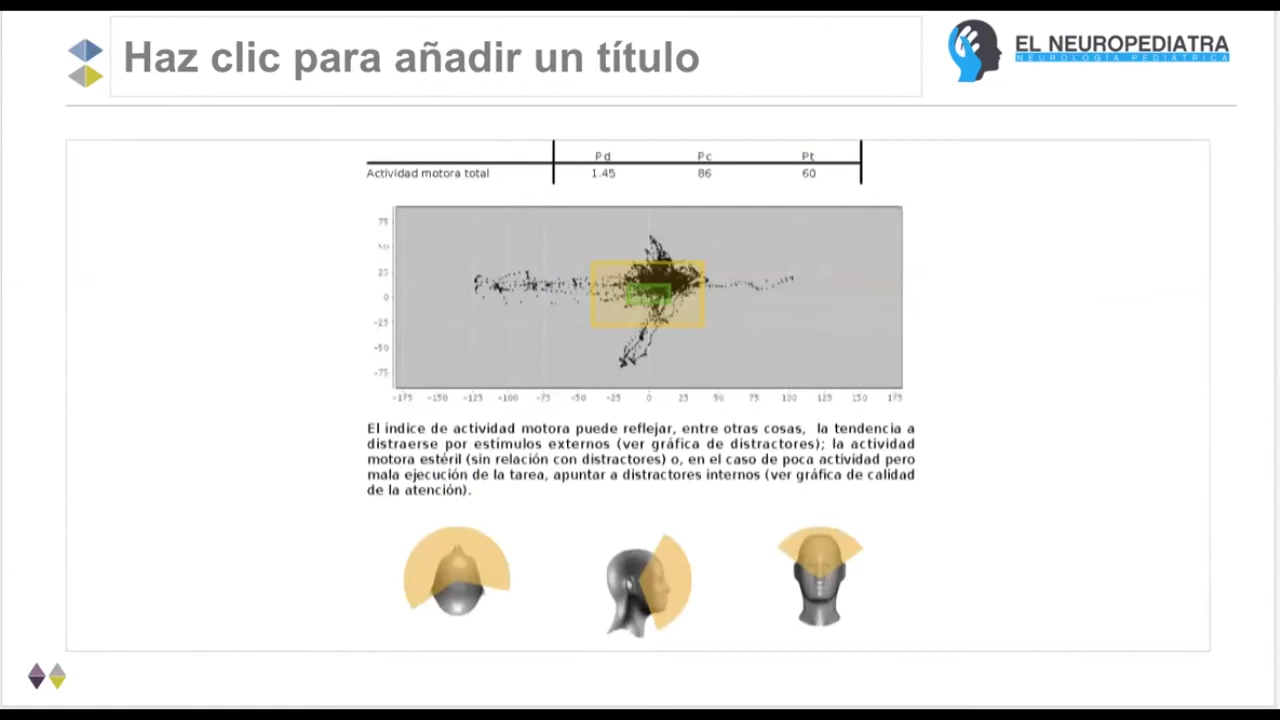 Haz clic para añadir un título
EL NEUROPEDIATRA
NEUROLOGÍA PEDIÁTRICA
Pd Pc Pt
Actividad motora total 1.45 86 60
75
50
25
0
-25
-50
-75
-175 -150 -125 -100 -75 -50 -25 0 25 50 75 100 125 150 175
El índice de actividad motora puede reflejar, entre otras cosas, la tendencia a
distraerse por estímulos externos (ver gráfica de distractores); la actividad
motora estéril (sin relación con distractores) o, en el caso de poca actividad pero
mala ejecución de la tarea, apuntar a distractores internos (ver gráfica de calidad
de la atención).